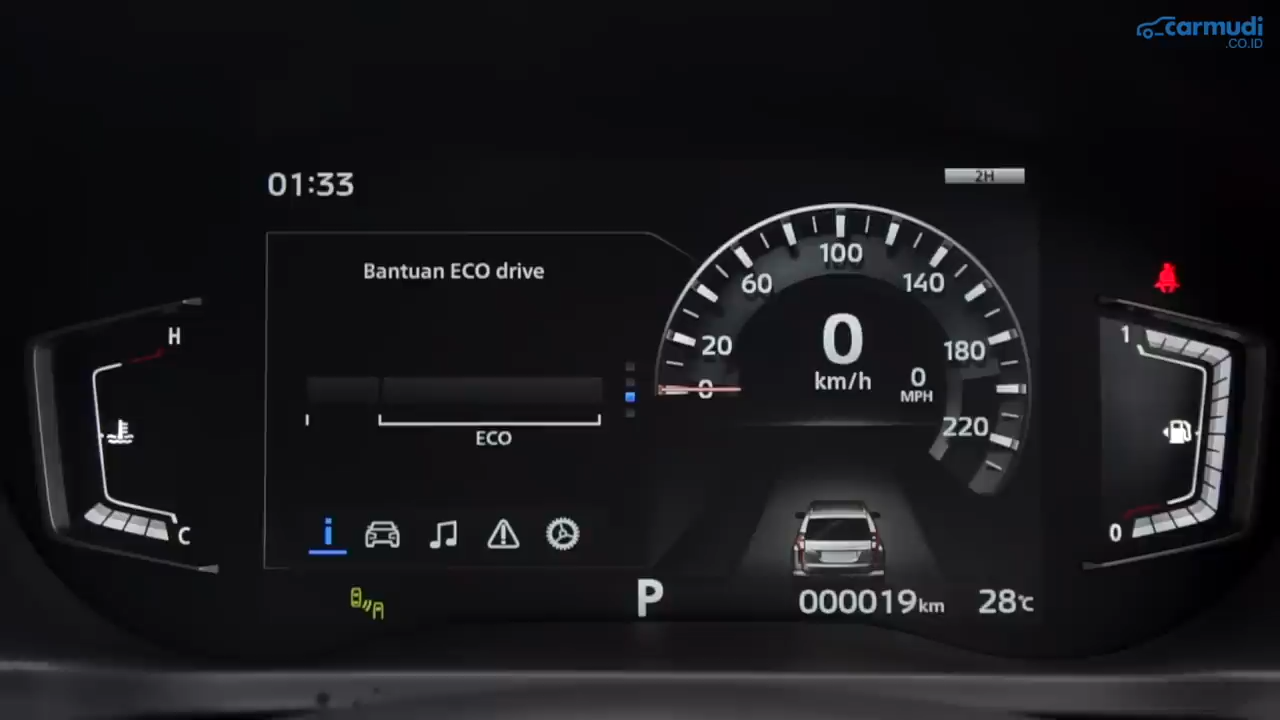 carmudi
.CO.ID
01:33
2H
Bantuan ECO drive
ECO
i
H
C
0
20
60
100
140
180
220
0
km/h
0
MPH
1
0
P
000019km
28°C